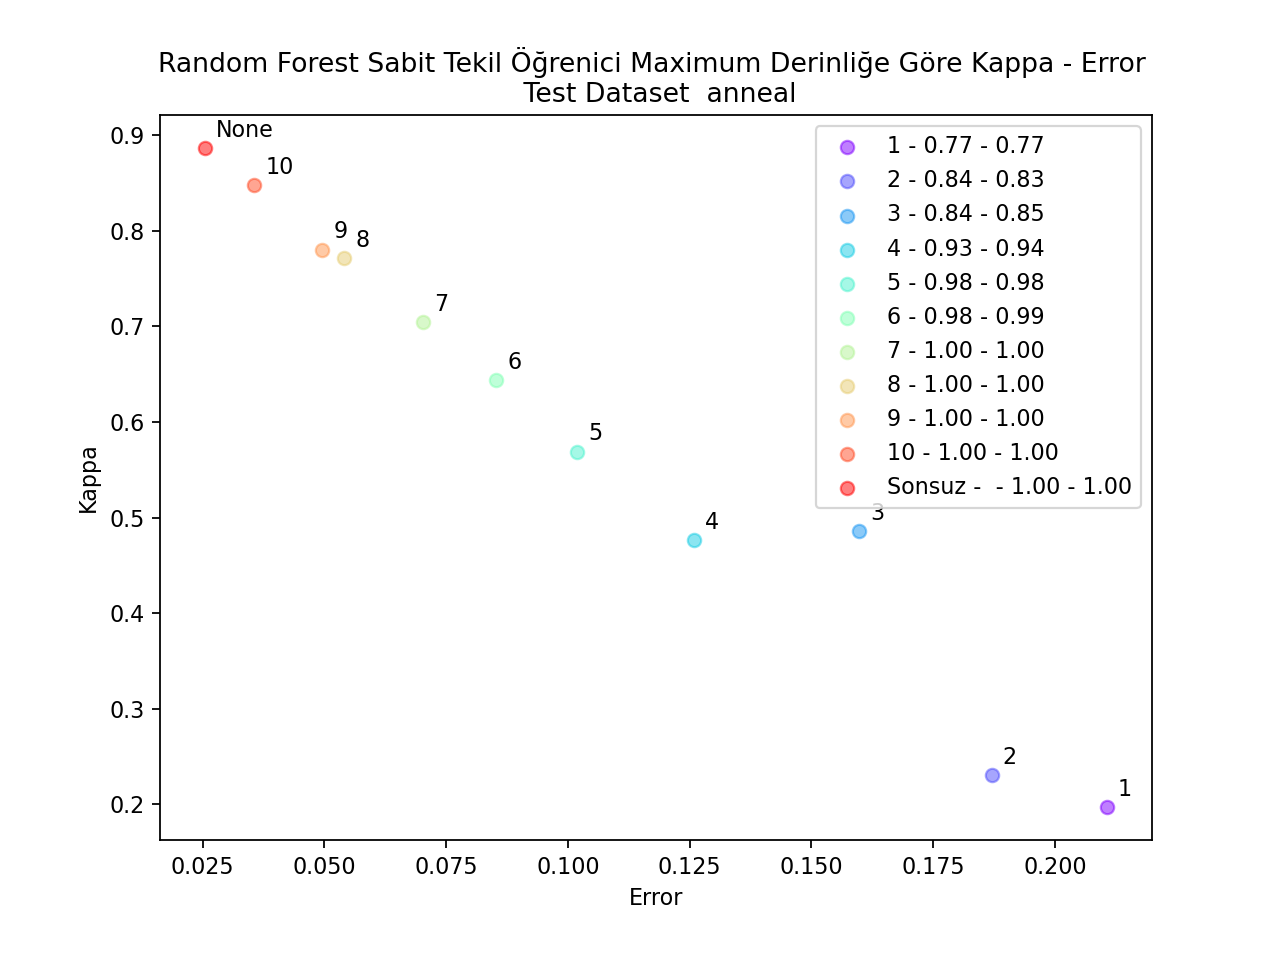 Random Forest Sabit Tekil Öğrenici Maximum Derinliğe Göre Kappa - Error
Test Dataset  anneal
Kappa
0.9
0.8
0.7
0.6
0.5
0.4
0.3
0.2
None
10
9
8
7
6
5
4
3
2
1
1 - 0.77 - 0.77
2 - 0.84 - 0.83
3 - 0.84 - 0.85
4 - 0.93 - 0.94
5 - 0.98 - 0.98
6 - 0.98 - 0.99
7 - 1.00 - 1.00
8 - 1.00 - 1.00
9 - 1.00 - 1.00
10 - 1.00 - 1.00
Sonsuz -  - 1.00 - 1.00
0.025 0.050 0.075 0.100 0.125 0.150 0.175 0.200
Error